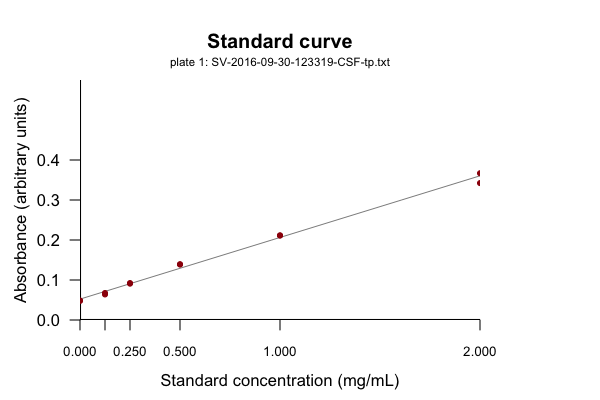 Standard curve
plate 1: SV-2016-09-30-123319-CSF-tp.txt
Absorbance (arbitrary units)
0.4
0.3
0.2
0.1
0.0
0.000 0.250 0.500 1.000 2.000
Standard concentration (mg/mL)